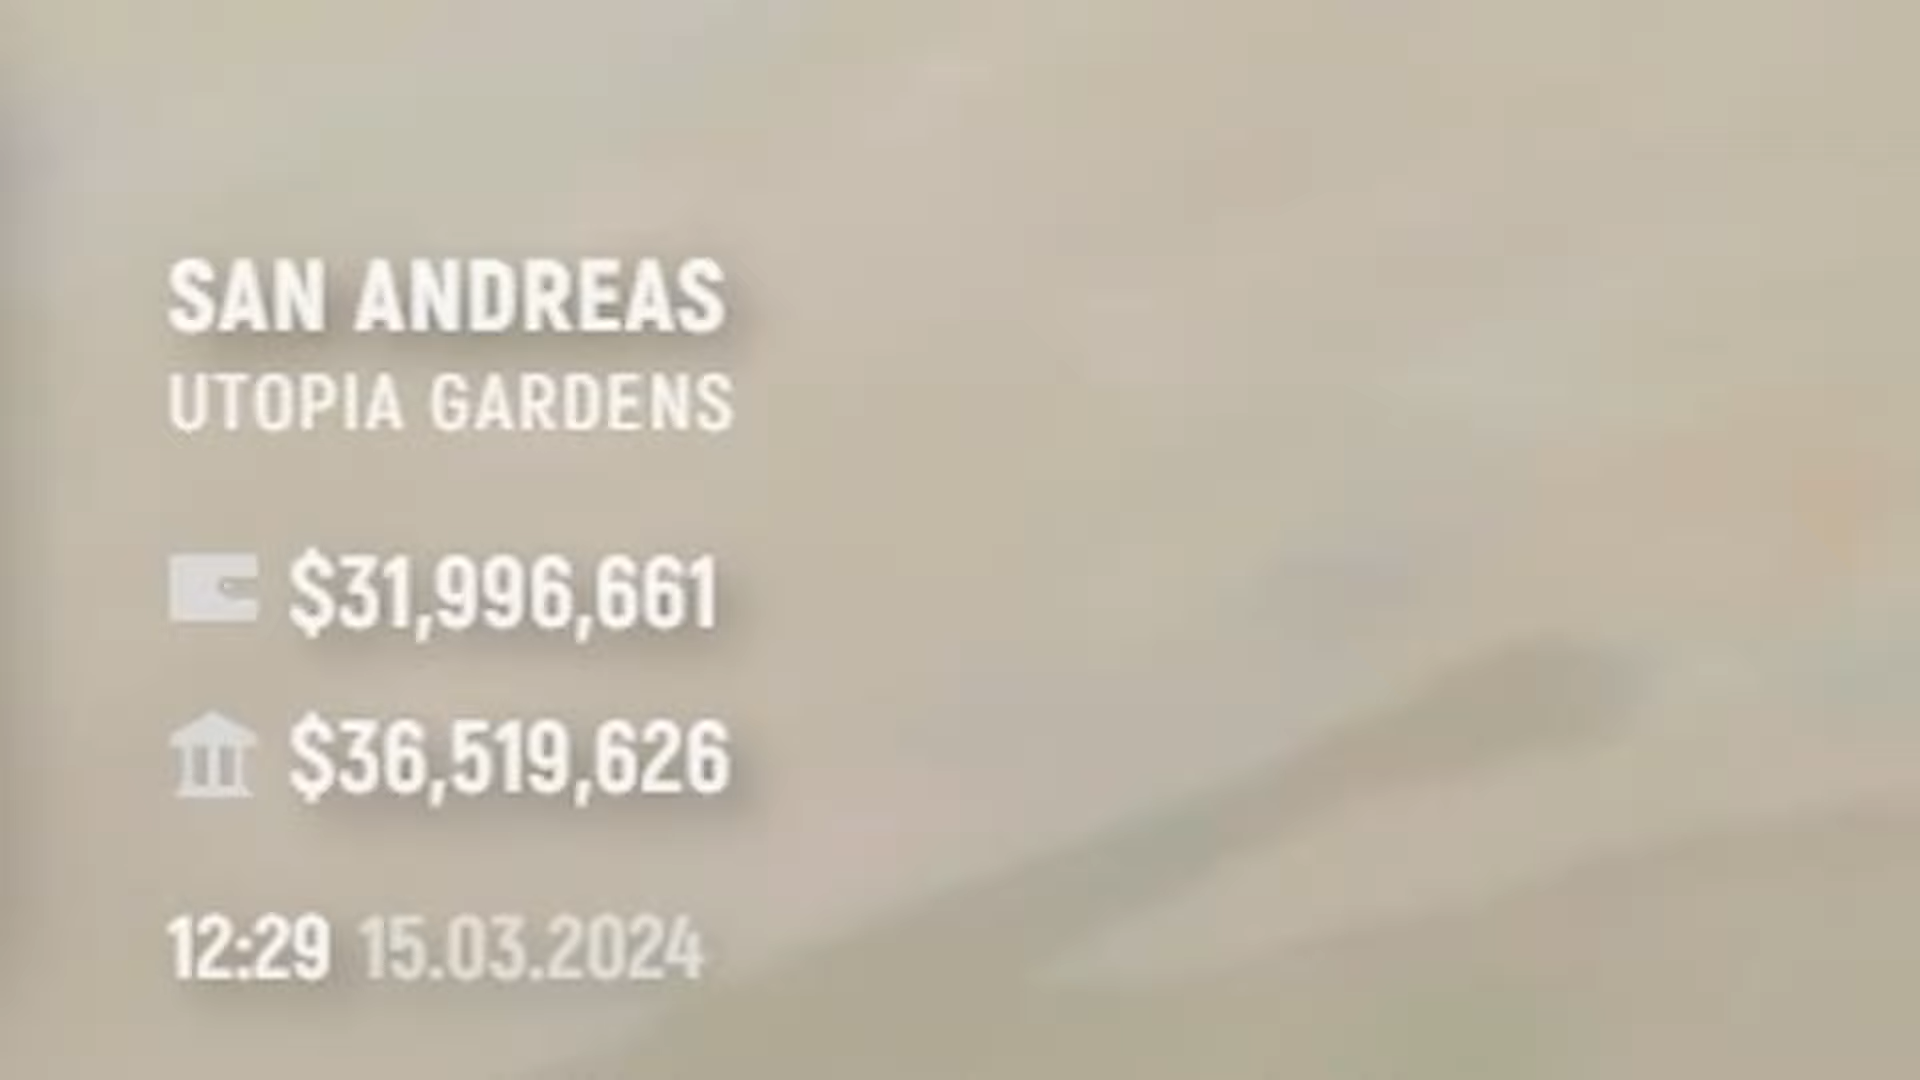 SAN ANDREAS
UTOPIA GARDENS
$31,996,661
$36,519,626
12:29 15.03.2024